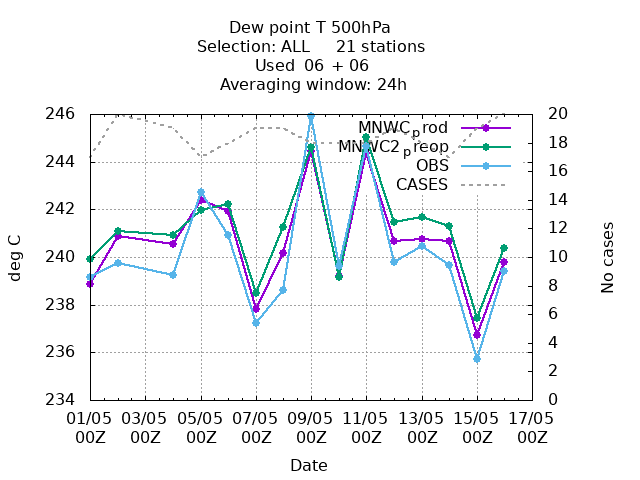 Dew point T 500hPa
Selection: ALL     21 stations
Used  06 + 06
Averaging window: 24h
246 244 242 240 238 236 234
deg C
20 18 16 14 12 10 8 6 4 2 0
No cases
MNWC_prod
MNWC2_preop
OBS
CASES
01/05 03/05 05/05 07/05 09/05 11/05 13/05 15/05 17/05
00Z 00Z 00Z 00Z 00Z 00Z 00Z 00Z 00Z
Date